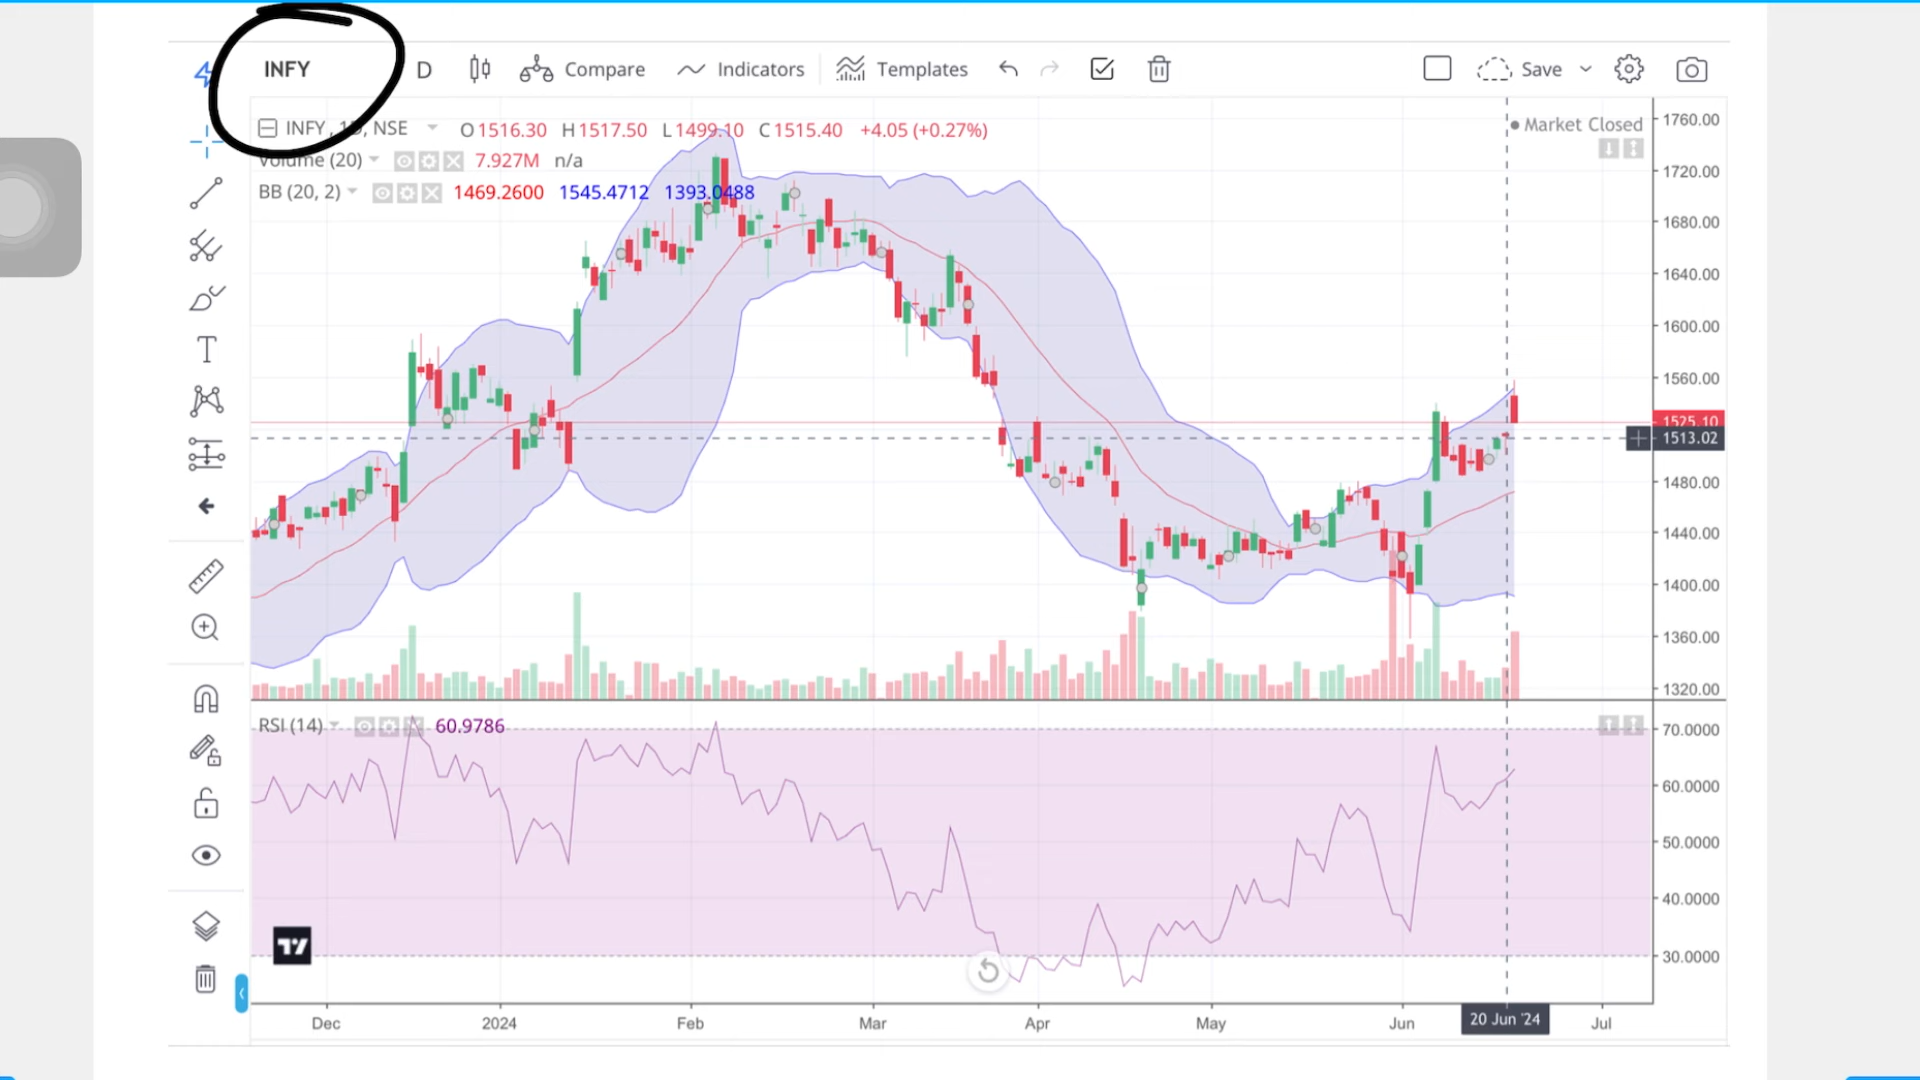 INFY D Compare Indicators Templates Save
INFY, 1D, NSE O1516.30 H1517.50 L1499.10 C1515.40 +4.05 (+0.27%)
Market Closed
Volume (20) 7.927M n/a
BB (20, 2) 1469.2600 1545.4712 1393.0488
1760.00
1720.00
1680.00
1640.00
1600.00
1560.00
1525.10
1513.02
1480.00
1440.00
1400.00
1360.00
1320.00
RSI (14) 60.9786
70.0000
60.0000
50.0000
40.0000
30.0000
Dec 2024 Feb Mar Apr May Jun 20 Jun '24 Jul